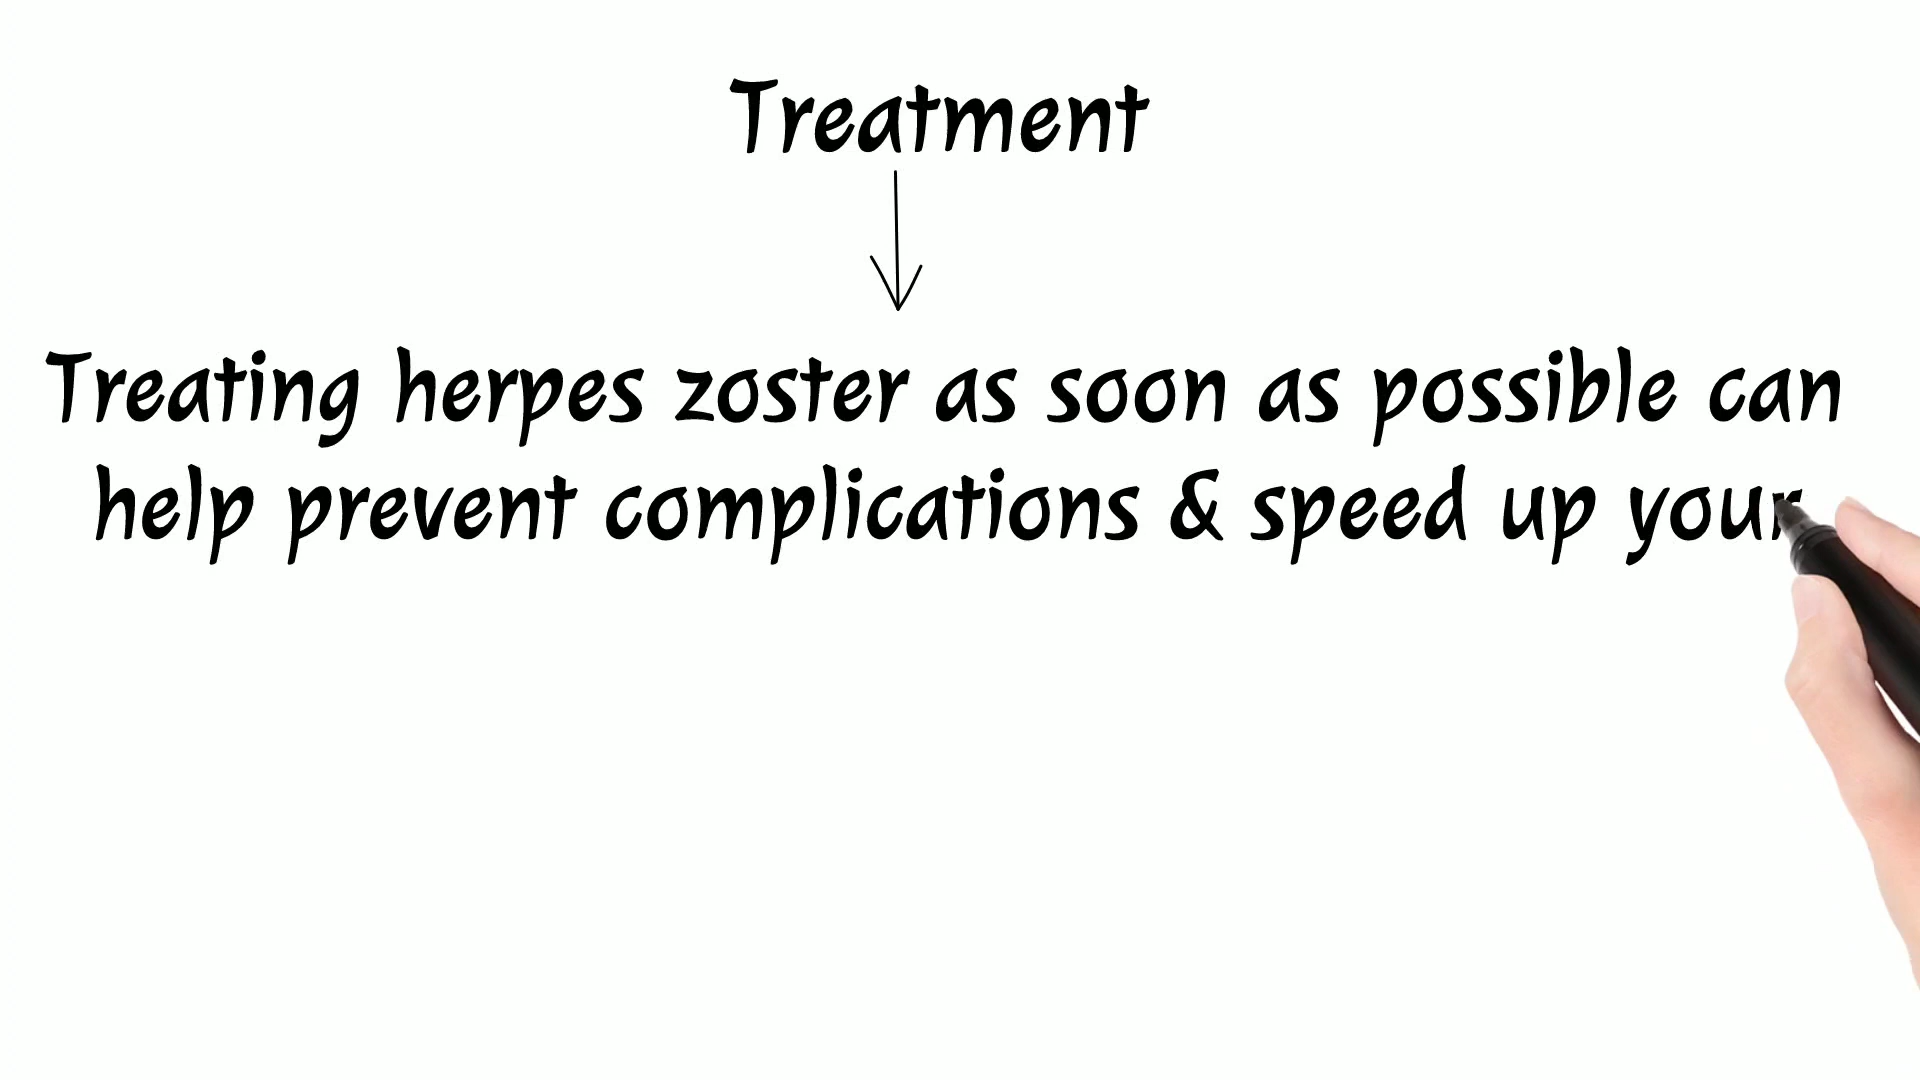 Treatment
Treating herpes zoster as soon as possible can
help prevent complications & speed up your